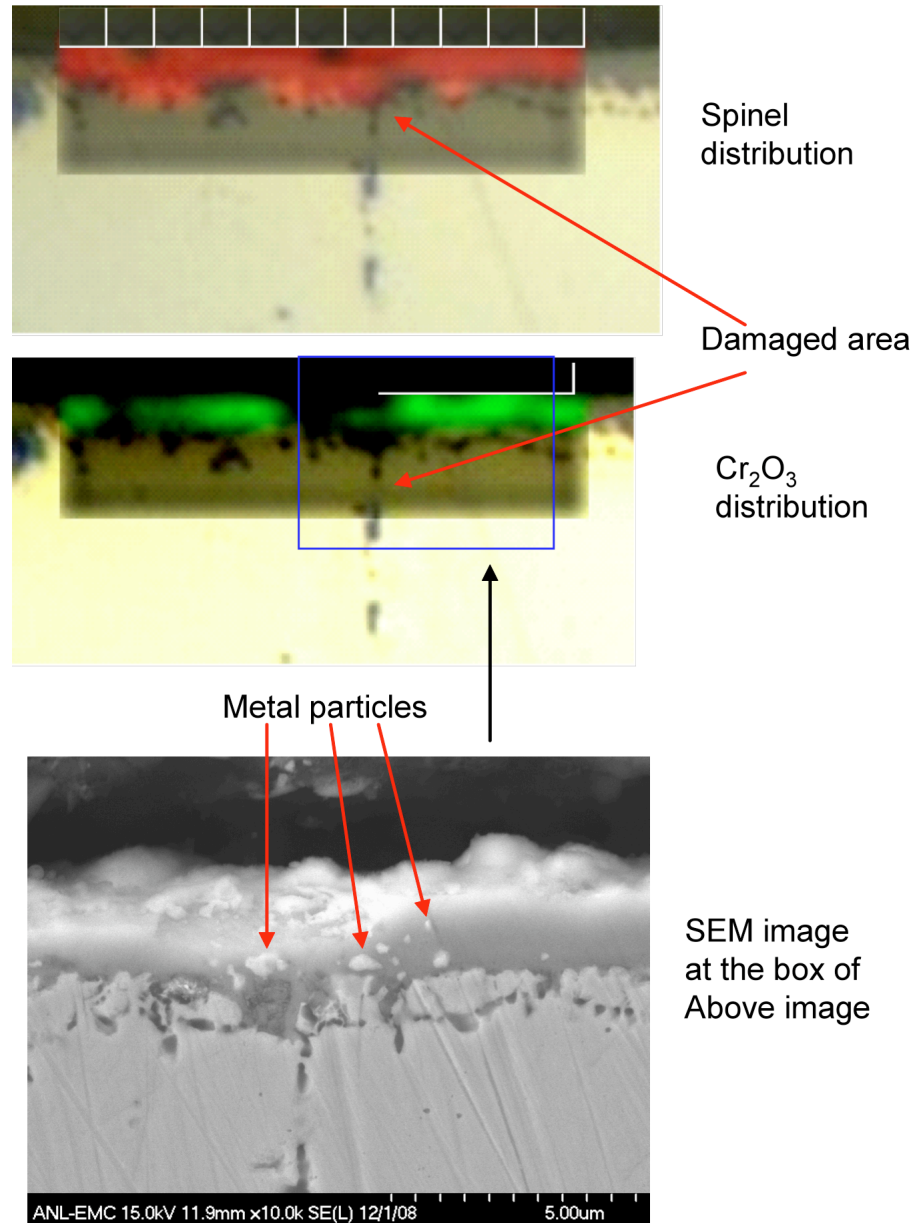 Spinel
distribution
Damaged area
Cr₂O₃
distribution
Metal particles
SEM image
at the box of
Above image
ANL-EMC 15.0kV 11.9mm x10.0k SE(L) 12/1/08 5.00um